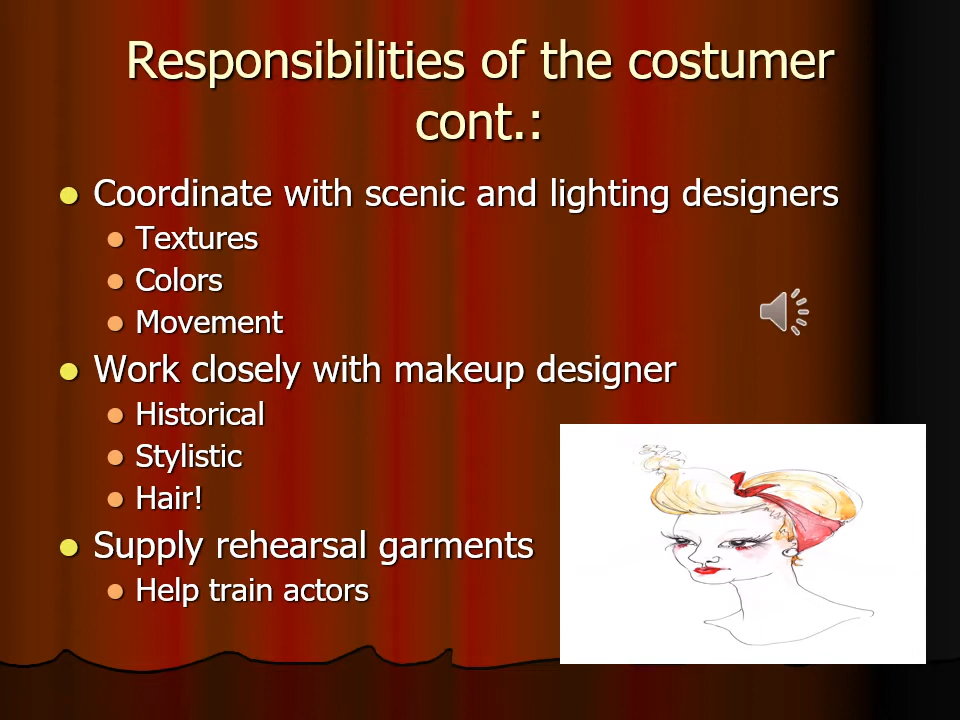 Responsibilities of the costumer
cont.:
Coordinate with scenic and lighting designers
Textures
Colors
Movement
Work closely with makeup designer
Historical
Stylistic
Hair!
Supply rehearsal garments
Help train actors